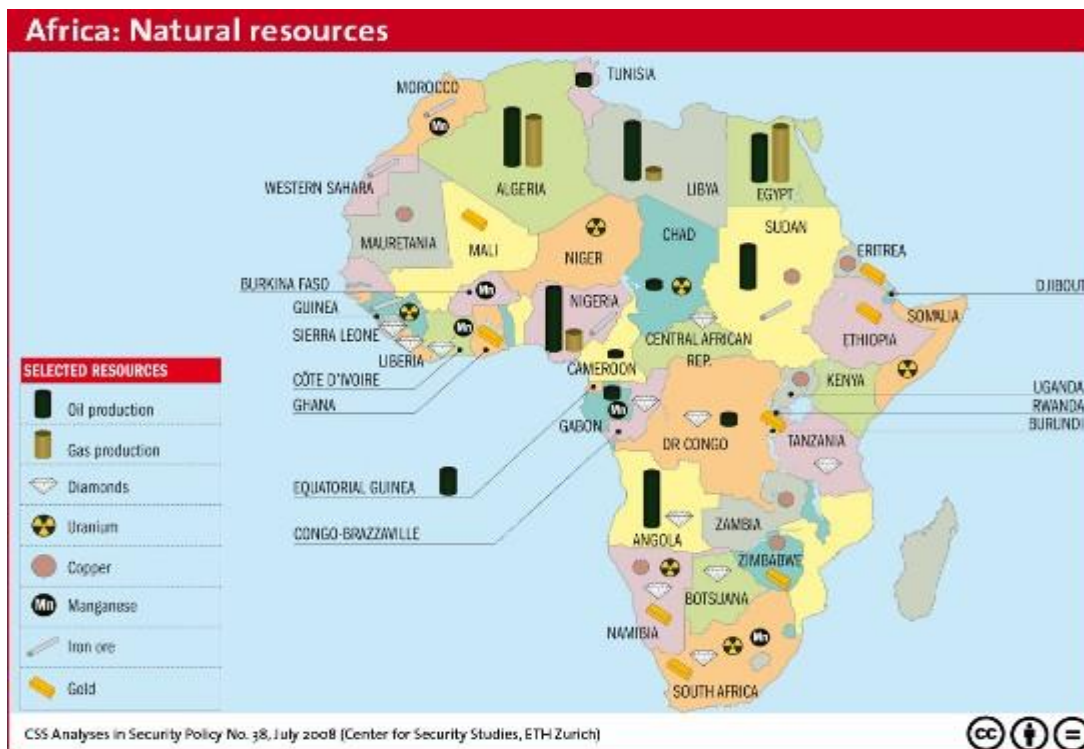 Africa: Natural resources
TUNISIA
MOROCCO
Mn
WESTERN SAHARA
ALGERIA
LIBYA
EGYPT
MAURETANIA
MALI
NIGER
CHAD
SUDAN
ERITREA
BURKINA FASO
Mn
NIGERIA
DJIBOUTI
GUINEA
SOMALIA
SIERRA LEONE
Mn
ETHIOPIA
LIBERIA
CENTRAL AFRICAN
REP.
CAMEROON
CÔTE D'IVOIRE
KENYA
UGANDA
GHANA
RWANDA
GABON
Mn
BURUNDI
DR CONGO
TANZANIA
EQUATORIAL GUINEA
CONGO-BRAZZAVILLE
ANGOLA
ZAMBIA
ZIMBABWE
BOTSUANA
NAMIBIA
Mn
SOUTH AFRICA
SELECTED RESOURCES
Oil production
Gas production
Diamonds
Uranium
Copper
Mn Manganese
Iron ore
Gold
CSS Analyses in Security Policy No. 38, July 2008 (Center for Security Studies, ETH Zurich)
cc